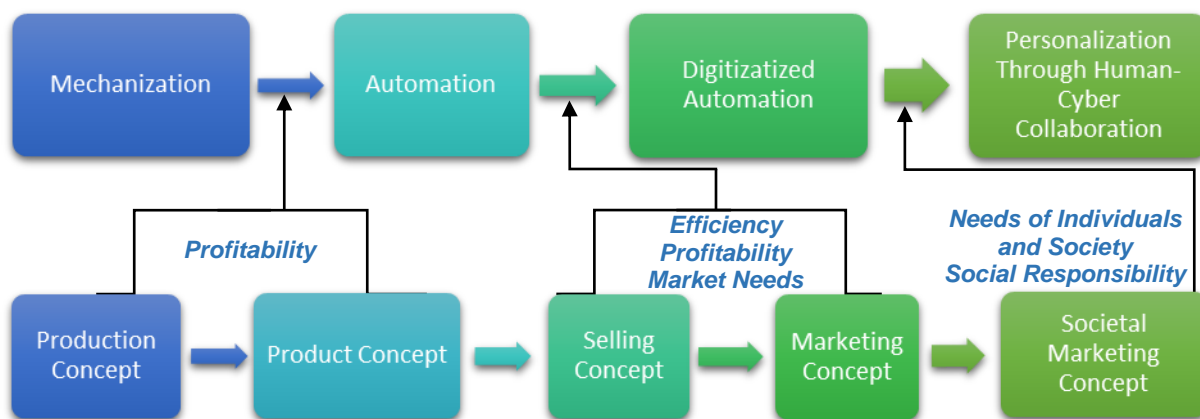 Mechanization
Automation
Digitizatized
Automation
Personalization
Through Human-
Cyber
Collaboration
Profitability
Efficiency
Profitability
Market Needs
Needs of Individuals
and Society
Social Responsibility
Production
Concept
Product Concept
Selling
Concept
Marketing
Concept
Societal
Marketing
Concept